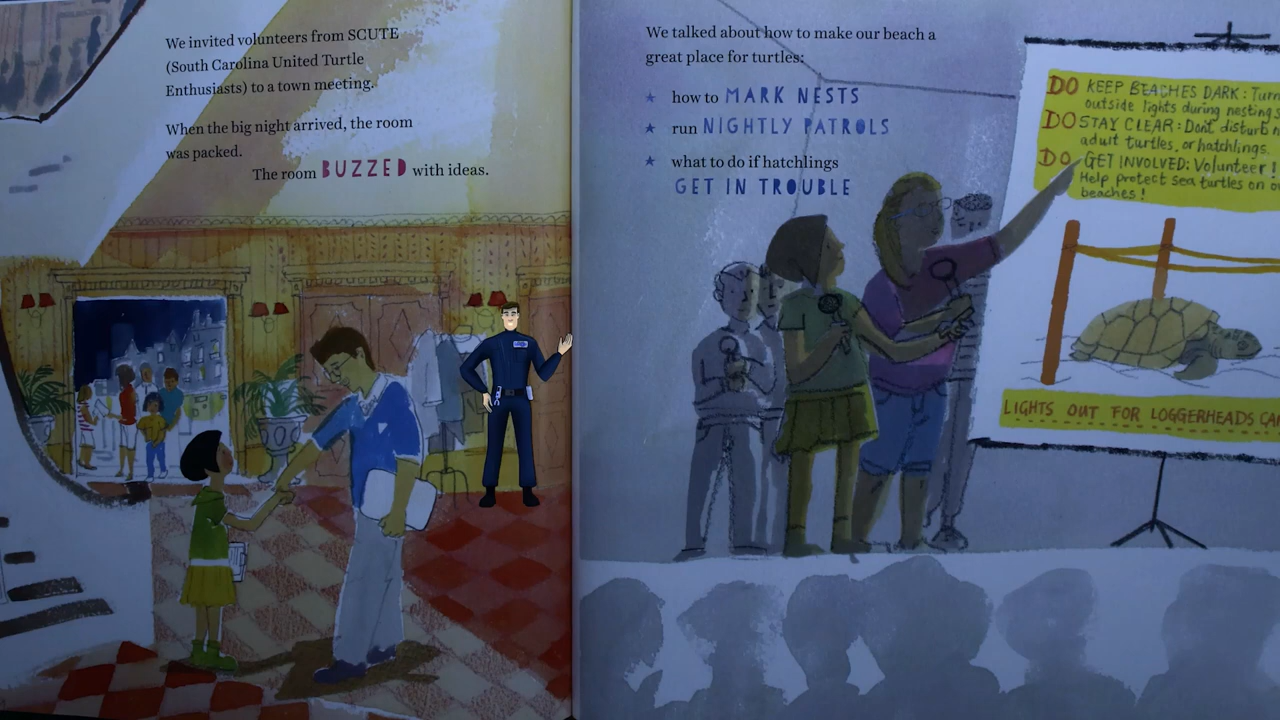 We invited volunteers from SCUTE
(South Carolina United Turtle
Enthusiasts) to a town meeting.
When the big night arrived, the room
was packed.
The room BUZZED with ideas.
We talked about how to make our beach a
great place for turtles:
★ how to MARK NESTS
★ run NIGHTLY PATROLS
★ what to do if hatchlings
GET IN TROUBLE
DO KEEP BEACHES DARK: Turn
outside lights during nesting
DO STAY CLEAR: Don't disturb
adult turtles, or hatchlings.
DO GET INVOLVED: Volunteer!
Help protect sea turtles on
beaches!
LIGHTS OUT FOR LOGGERHEADS